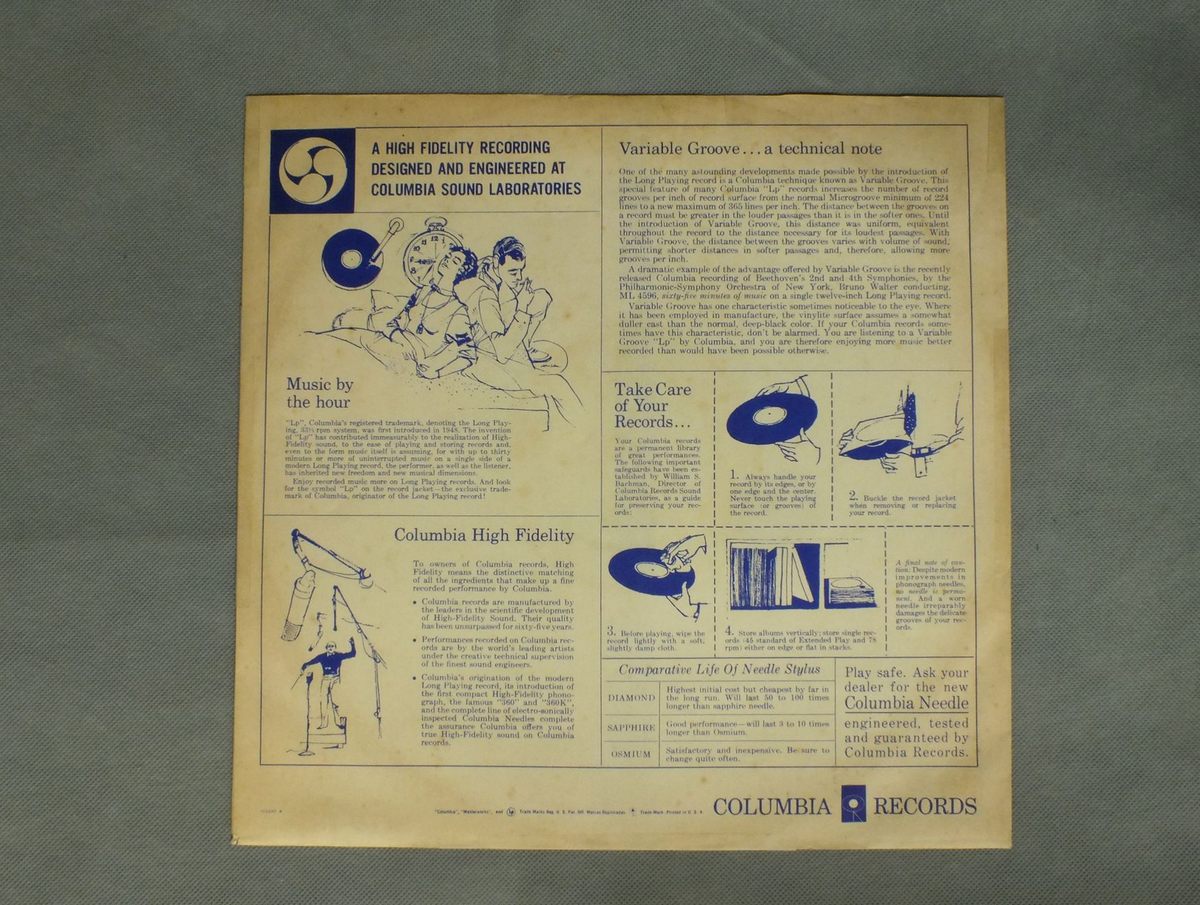 A HIGH FIDELITY RECORDING
DESIGNED AND ENGINEERED AT
COLUMBIA SOUND LABORATORIES
Music by
the hour
"Lp", Columbia's registered trademark, denoting the Long Play-
ing, 33⅓ rpm system, was first introduced in 1948. The invention
of "Lp" has contributed immeasurably to the realization of High-
Fidelity sound, to the ease of playing and storing records and,
even to the form music itself is assuming, for with up to thirty
minutes or more of uninterrupted music on a single side of a
modern Long Playing record, the performer, as well as the listener,
has inherited new freedom and new musical dimensions.
Enjoy recorded music more on Long Playing records. And look
for the symbol "Lp" on the record jacket—the exclusive trade-
mark of Columbia, originator of the Long Playing record!
Columbia High Fidelity
To owners of Columbia records, High
Fidelity means the distinctive matching
of all the ingredients that make up a fine
recorded performance by Columbia.
• Columbia records are manufactured by
the leaders in the scientific development
of High-Fidelity Sound. Their quality
has been unsurpassed for sixty-five years.
• Performances recorded on Columbia rec-
ords are by the world's leading artists
under the creative technical supervision
of the finest sound engineers.
• Columbia's origination of the modern
Long Playing record, its introduction of
the first compact High-Fidelity phono-
graph, the famous "360" and "360K",
and the complete line of electro-sonically
inspected Columbia Needles complete
the assurance Columbia offers you of
true High-Fidelity sound on Columbia
records.
Variable Groove... a technical note
One of the many astounding developments made possible by the introduction of
the Long Playing record is a Columbia technique known as Variable Groove. This
special feature of many Columbia "Lp" records increases the number of record
grooves per inch of record surface from the normal Microgroove minimum of 224
lines to a new maximum of 365 lines per inch. The distance between the grooves on
a record must be greater in the louder passages than it is in the softer ones. Until
the introduction of Variable Groove, this distance was uniform, equivalent
throughout the record to the distance necessary for its loudest passages. With
Variable Groove, the distance between the grooves varies with volume of sound,
permitting shorter distances in softer passages and, therefore, allowing more
grooves per inch.
A dramatic example of the advantage offered by Variable Groove is the recently
released Columbia recording of Beethoven's 2nd and 4th Symphonies, by the
Philharmonic-Symphony Orchestra of New York, Bruno Walter conducting,
ML 4596, sixty-five minutes of music on a single twelve-inch Long Playing record.
Variable Groove has one characteristic sometimes noticeable to the eye. Where
it has been employed in manufacture, the vinylite surface assumes a somewhat
duller cast than the normal, deep-black color. If your Columbia records some-
times have this characteristic, don't be alarmed. You are listening to a Variable
Groove "Lp" by Columbia, and you are therefore enjoying more music better
recorded than would have been possible otherwise.
Take Care
of Your
Records...
Your Columbia records
are a permanent library
of great performances.
The following important
safeguards have been es-
tablished by William S.
Bachman, Director of
Columbia Records Sound
Laboratories, as a guide
for preserving your rec-
ords:
1. Always handle your
record by its edges, or by
one edge and the center.
Never touch the playing
surface (or grooves) of
the record.
2. Buckle the record jacket
when removing or replacing
your record.
3. Before playing, wipe the
record lightly with a soft,
slightly damp cloth.
4. Store albums vertically; store single rec-
ords (45 standard of Extended Play and 78
rpm) either on edge or flat in stacks.
A final note of cau-
tion. Despite modern
improvements in
phonograph needles,
no needle is perma-
nent. And a worn
needle irreparably
damages the delicate
grooves of your rec-
ords.
Comparative Life Of Needle Stylus
DIAMOND Highest initial cost but cheapest by far in
the long run. Will last 50 to 100 times
longer than sapphire needle.
SAPPHIRE Good performance—will last 3 to 10 times
longer than Osmium.
OSMIUM Satisfactory and inexpensive. Be sure to
change quite often.
Play safe. Ask your
dealer for the new
Columbia Needle
engineered, tested
and guaranteed by
Columbia Records.
"Columbia", "Masterworks", and Trade Marks Reg. U. S. Pat. Off. Marcas Registradas Trade-Mark Printed in U. S. A.
COLUMBIA RECORDS